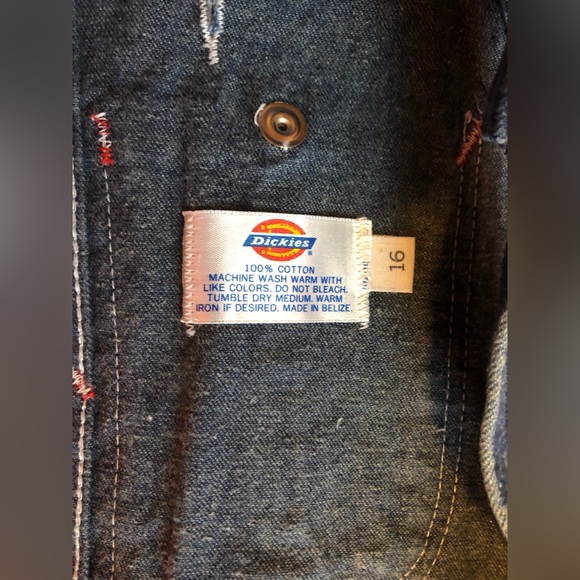 Dickies
®
100% COTTON
MACHINE WASH WARM WITH
LIKE COLORS. DO NOT BLEACH.
TUMBLE DRY MEDIUM. WARM
IRON IF DESIRED. MADE IN BELIZE.
16